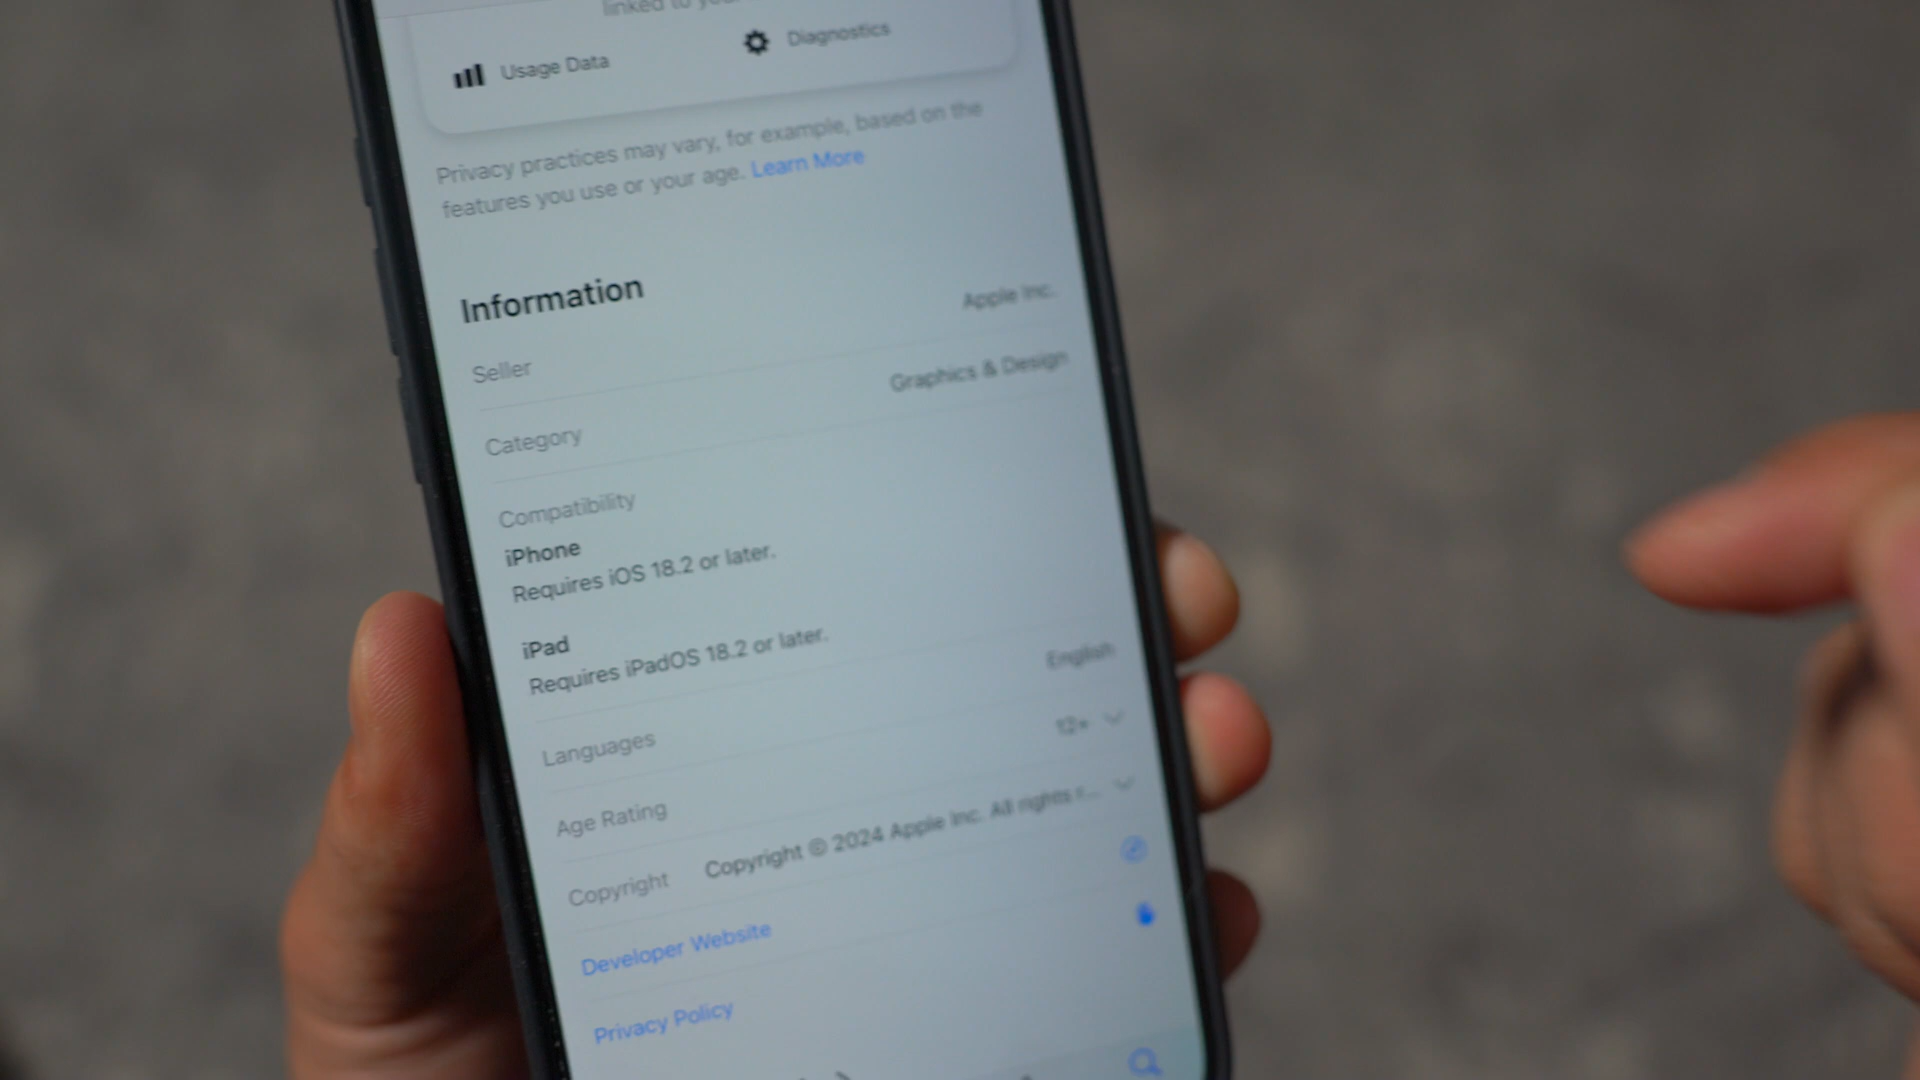 linked to your
Usage Data
Diagnostics
Privacy practices may vary, for example, based on the
features you use or your age. Learn More
Information
Seller Apple Inc.
Category Graphics & Design
Compatibility
iPhone
Requires iOS 18.2 or later.
iPad
Requires iPadOS 18.2 or later.
Languages English
Age Rating 12+
Copyright Copyright © 2024 Apple Inc. All rights r...
Developer Website
Privacy Policy